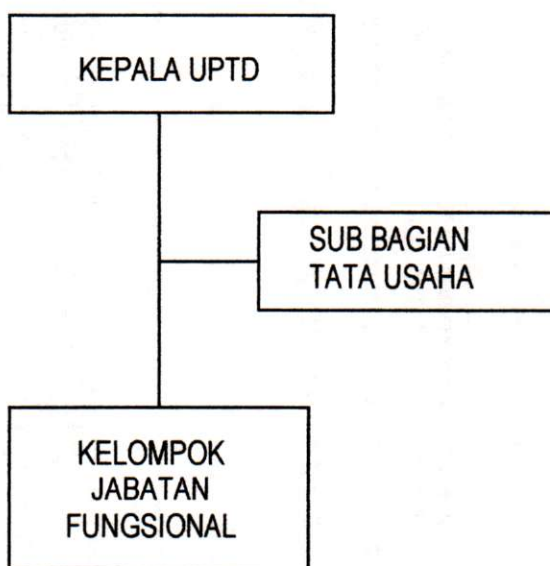 KEPALA UPTD
SUB BAGIAN
TATA USAHA
KELOMPOK
JABATAN
FUNGSIONAL